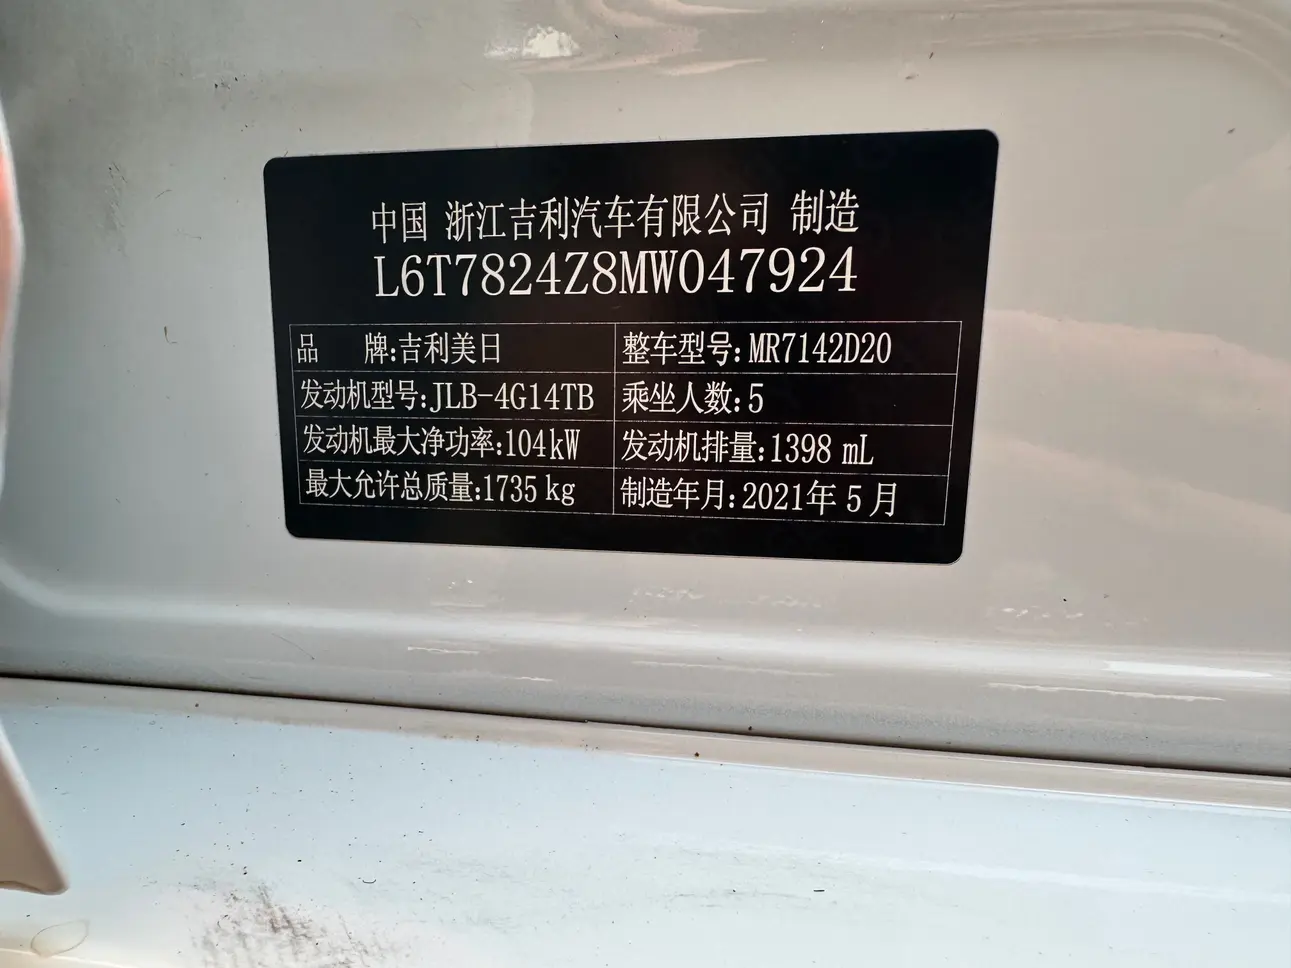 中国 浙江吉利汽车有限公司 制造
L6T7824Z8MW047924
品 牌:吉利美日 整车型号:MR7142D20
发动机型号:JLB-4G14TB 乘坐人数:5
发动机最大净功率:104kW 发动机排量:1398 mL
最大允许总质量:1735 kg 制造年月:2021年 5 月